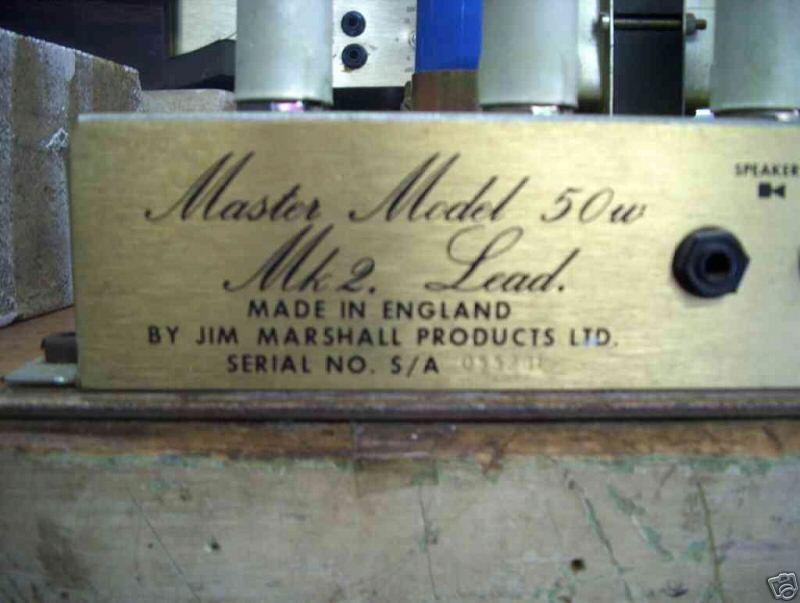 Master Model 50w
Mk2. Lead.
MADE IN ENGLAND
BY JIM MARSHALL PRODUCTS LTD.
SERIAL NO. S/A
SPEAKER